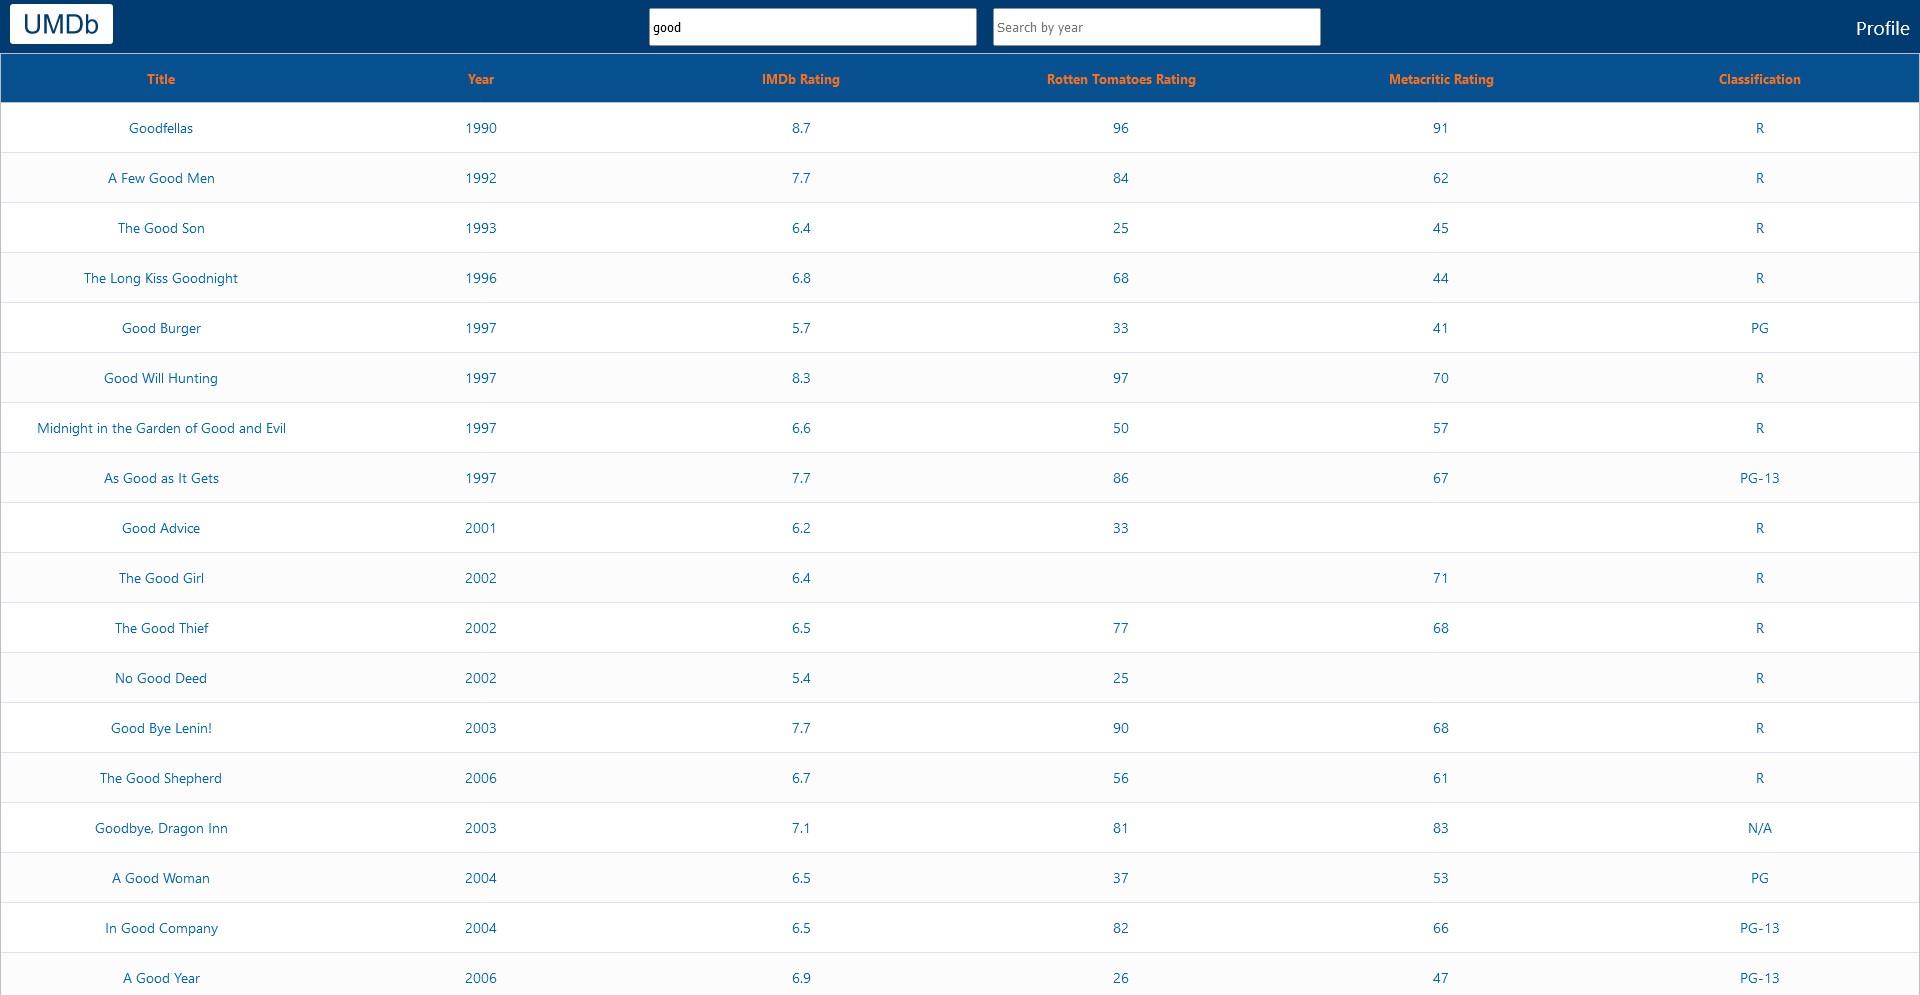 UMDb good Search by year Profile
Title Year IMDb Rating Rotten Tomatoes Rating Metacritic Rating Classification
Goodfellas 1990 8.7 96 91 R
A Few Good Men 1992 7.7 84 62 R
The Good Son 1993 6.4 25 45 R
The Long Kiss Goodnight 1996 6.8 68 44 R
Good Burger 1997 5.7 33 41 PG
Good Will Hunting 1997 8.3 97 70 R
Midnight in the Garden of Good and Evil 1997 6.6 50 57 R
As Good as It Gets 1997 7.7 86 67 PG-13
Good Advice 2001 6.2 33 R
The Good Girl 2002 6.4 71 R
The Good Thief 2002 6.5 77 68 R
No Good Deed 2002 5.4 25 R
Good Bye Lenin! 2003 7.7 90 68 R
The Good Shepherd 2006 6.7 56 61 R
Goodbye, Dragon Inn 2003 7.1 81 83 N/A
A Good Woman 2004 6.5 37 53 PG
In Good Company 2004 6.5 82 66 PG-13
A Good Year 2006 6.9 26 47 PG-13